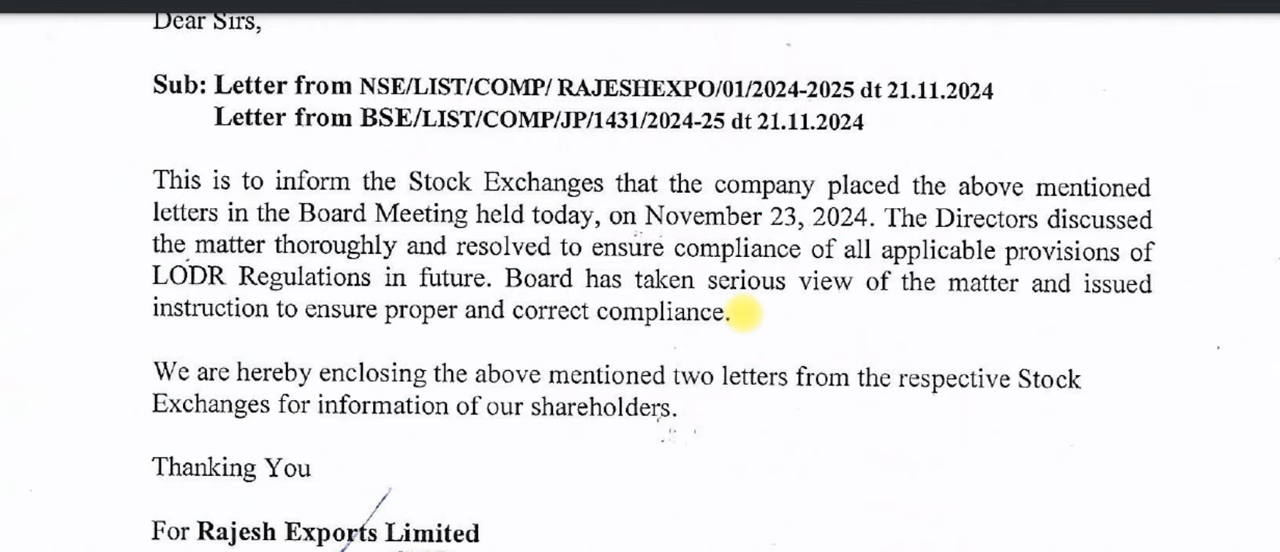 Dear Sirs,
Sub: Letter from NSE/LIST/COMP/ RAJESHEXPO/01/2024-2025 dt 21.11.2024
Letter from BSE/LIST/COMP/JP/1431/2024-25 dt 21.11.2024
This is to inform the Stock Exchanges that the company placed the above mentioned
letters in the Board Meeting held today, on November 23, 2024. The Directors discussed
the matter thoroughly and resolved to ensure compliance of all applicable provisions of
LODR Regulations in future. Board has taken serious view of the matter and issued
instruction to ensure proper and correct compliance.
We are hereby enclosing the above mentioned two letters from the respective Stock
Exchanges for information of our shareholders.
Thanking You
For Rajesh Exports Limited